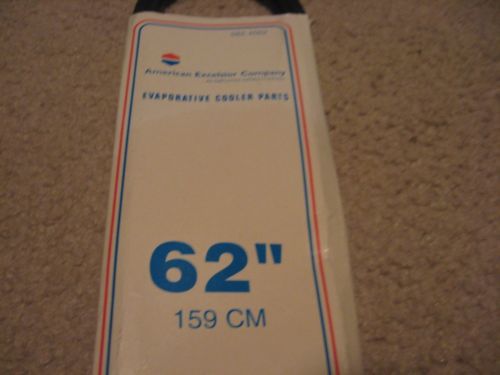 American Excelsior Company
EVAPORATIVE COOLER PARTS
62"
159 CM